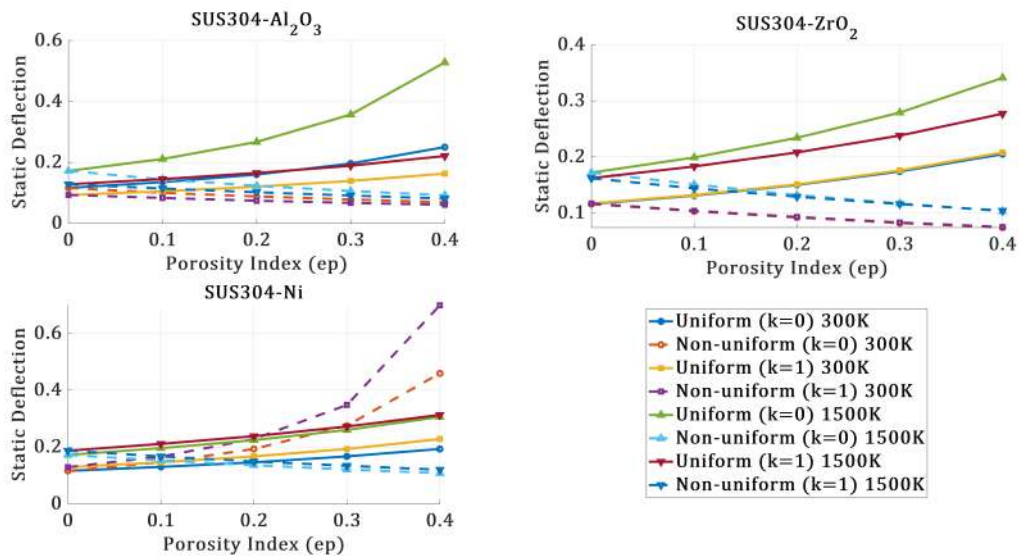 SUS304-Al₂O₃
Static Deflection
0.6
0.4
0.2
0
0 0.1 0.2 0.3 0.4
Porosity Index (ep)
SUS304-ZrO₂
Static Deflection
0.4
0.3
0.2
0.1
0 0.1 0.2 0.3 0.4
Porosity Index (ep)
SUS304-Ni
Static Deflection
0.6
0.4
0.2
0
0 0.1 0.2 0.3 0.4
Porosity Index (ep)
Uniform (k=0) 300K
Non-uniform (k=0) 300K
Uniform (k=1) 300K
Non-uniform (k=1) 300K
Uniform (k=0) 1500K
Non-uniform (k=0) 1500K
Uniform (k=1) 1500K
Non-uniform (k=1) 1500K